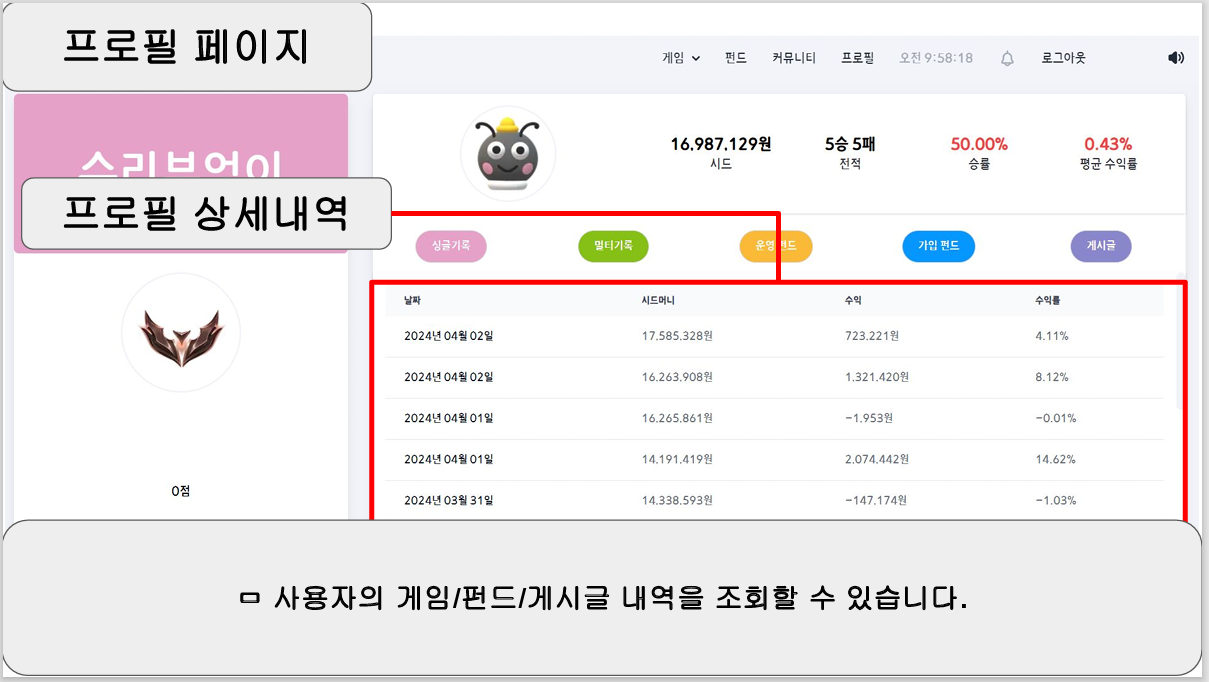 프로필 페이지
게임 펀드 커뮤니티 프로필 오전 9:58:18 로그아웃
수리부엉이
16,987,129원 5승 5패 50.00% 0.43%
시드 전적 승률 평균 수익률
프로필 상세내역
싱글기록 멀티기록 운영 펀드 가입 펀드 게시글
날짜 시드머니 수익 수익률
2024년 04월 02일 17,585,328원 723,221원 4.11%
2024년 04월 02일 16,263,908원 1,321,420원 8.12%
2024년 04월 01일 16,265,861원 -1,953원 -0.01%
2024년 04월 01일 14,191,419원 2,074,442원 14.62%
2024년 03월 31일 14,338,593원 -147,174원 -1.03%
0점
ㅁ 사용자의 게임/펀드/게시글 내역을 조회할 수 있습니다.